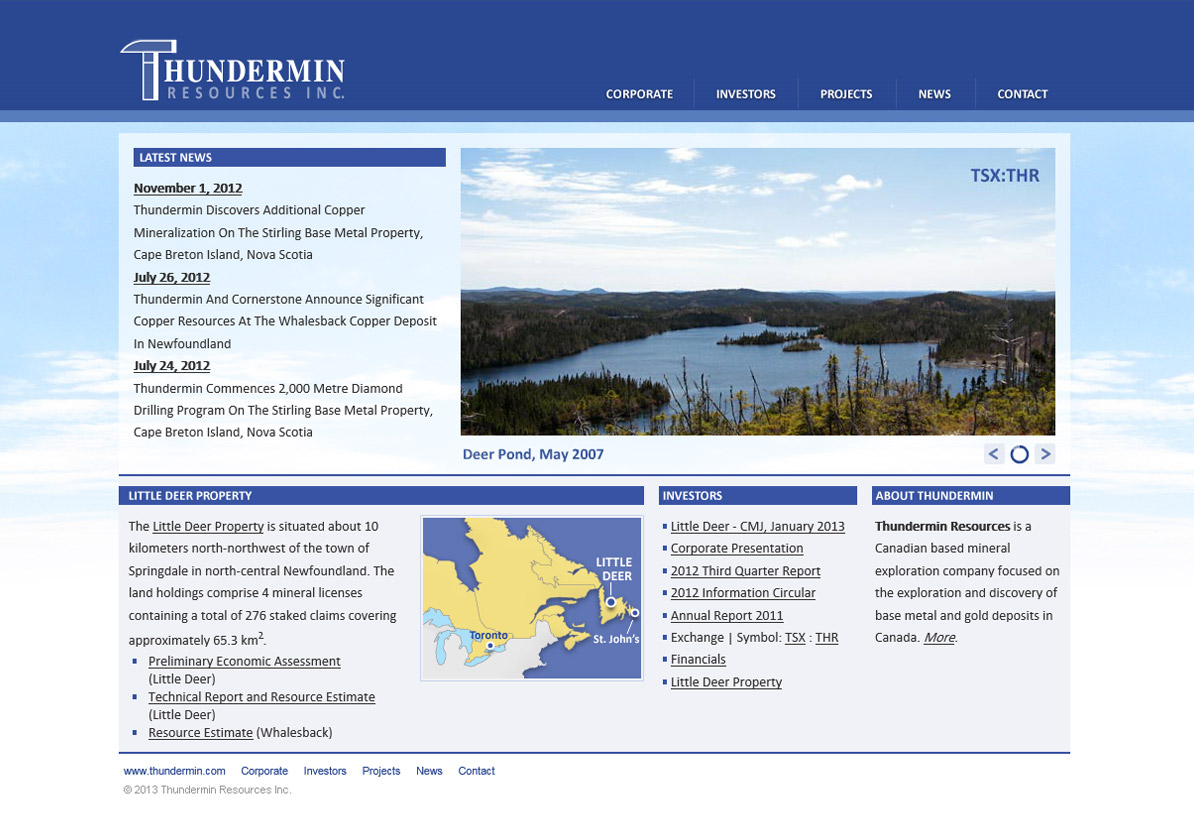 THUNDERMIN
RESOURCES INC.
CORPORATE INVESTORS PROJECTS NEWS CONTACT
LATEST NEWS
November 1, 2012
Thundermin Discovers Additional Copper
Mineralization On The Stirling Base Metal Property,
Cape Breton Island, Nova Scotia
July 26, 2012
Thundermin And Cornerstone Announce Significant
Copper Resources At The Whalesback Copper Deposit
In Newfoundland
July 24, 2012
Thundermin Commences 2,000 Metre Diamond
Drilling Program On The Stirling Base Metal Property,
Cape Breton Island, Nova Scotia
TSX:THR
Deer Pond, May 2007
< >
LITTLE DEER PROPERTY
The Little Deer Property is situated about 10
kilometers north-northwest of the town of
Springdale in north-central Newfoundland. The
land holdings comprise 4 mineral licenses
containing a total of 276 staked claims covering
approximately 65.3 km².
Preliminary Economic Assessment
(Little Deer)
Technical Report and Resource Estimate
(Little Deer)
Resource Estimate (Whalesback)
LITTLE
DEER
Toronto
St. John's
INVESTORS
Little Deer - CMJ, January 2013
Corporate Presentation
2012 Third Quarter Report
2012 Information Circular
Annual Report 2011
Exchange | Symbol: TSX : THR
Financials
Little Deer Property
ABOUT THUNDERMIN
Thundermin Resources is a
Canadian based mineral
exploration company focused on
the exploration and discovery of
base metal and gold deposits in
Canada. More.
www.thundermin.com Corporate Investors Projects News Contact
© 2013 Thundermin Resources Inc.